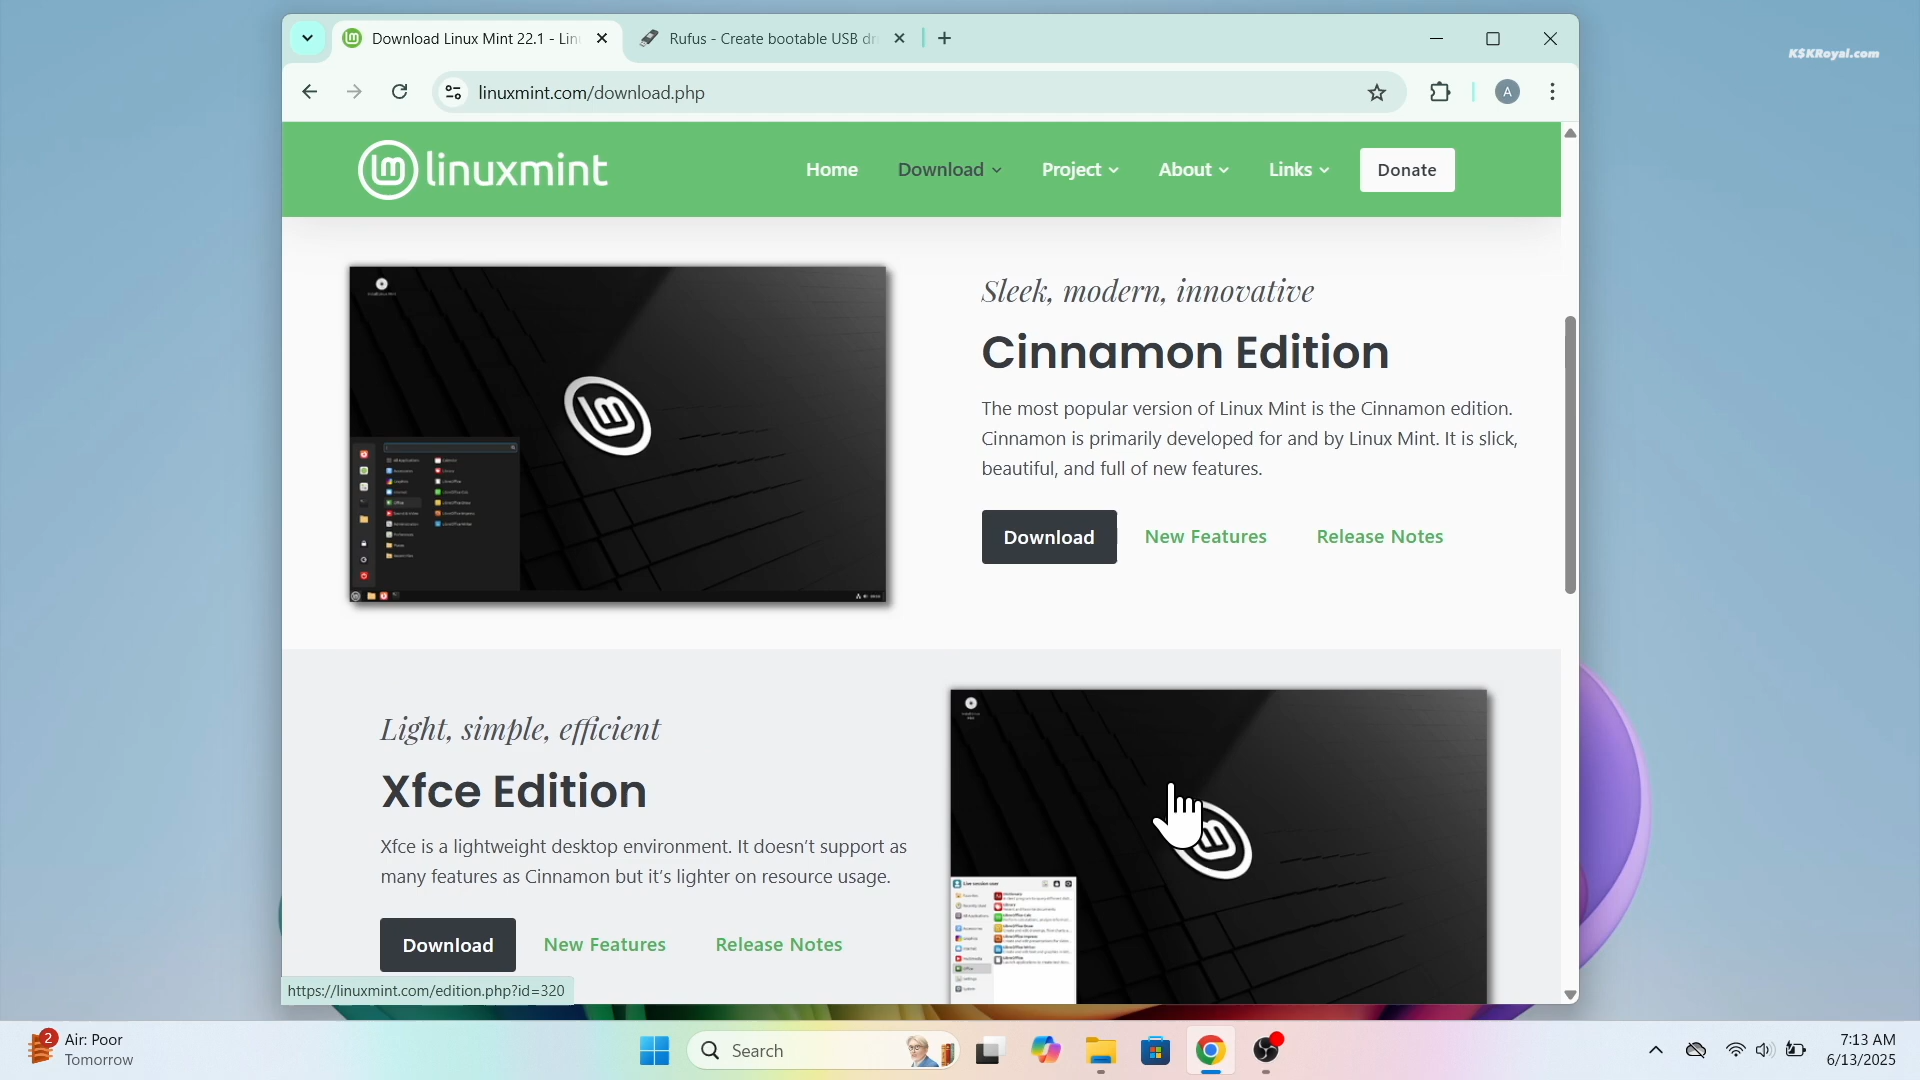 Download Linux Mint 22.1 - Lin
Rufus - Create bootable USB dr
K$KRoyal.com
linuxmint.com/download.php
A
linuxmint
Home
Download
Project
About
Links
Donate
Sleek, modern, innovative
Cinnamon Edition
The most popular version of Linux Mint is the Cinnamon edition.
Cinnamon is primarily developed for and by Linux Mint. It is slick,
beautiful, and full of new features.
Download
New Features
Release Notes
Light, simple, efficient
Xfce Edition
Xfce is a lightweight desktop environment. It doesn’t support as
many features as Cinnamon but it’s lighter on resource usage.
Download
New Features
Release Notes
https://linuxmint.com/edition.php?id=320
2
Air: Poor
Tomorrow
Search
7:13 AM
6/13/2025